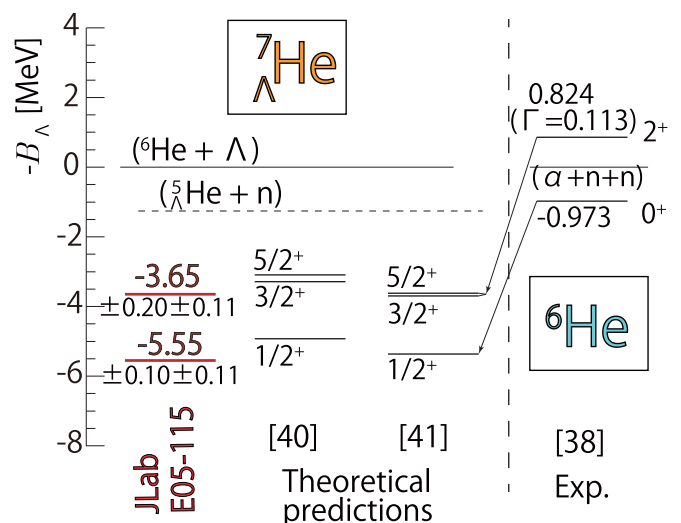 4
2
0
-2
-4
-6
-8
-B_Λ [MeV]
⁷_ΛHe
(⁶He + Λ)
(⁵_ΛHe + n)
-3.65
±0.20±0.11
-5.55
±0.10±0.11
5/2⁺
3/2⁺
1/2⁺
5/2⁺
3/2⁺
1/2⁺
0.824
(Γ=0.113)
2⁺
(α+n+n)
-0.973
0⁺
⁶He
JLab
E05-115
[40]
[41]
Theoretical
predictions
[38]
Exp.